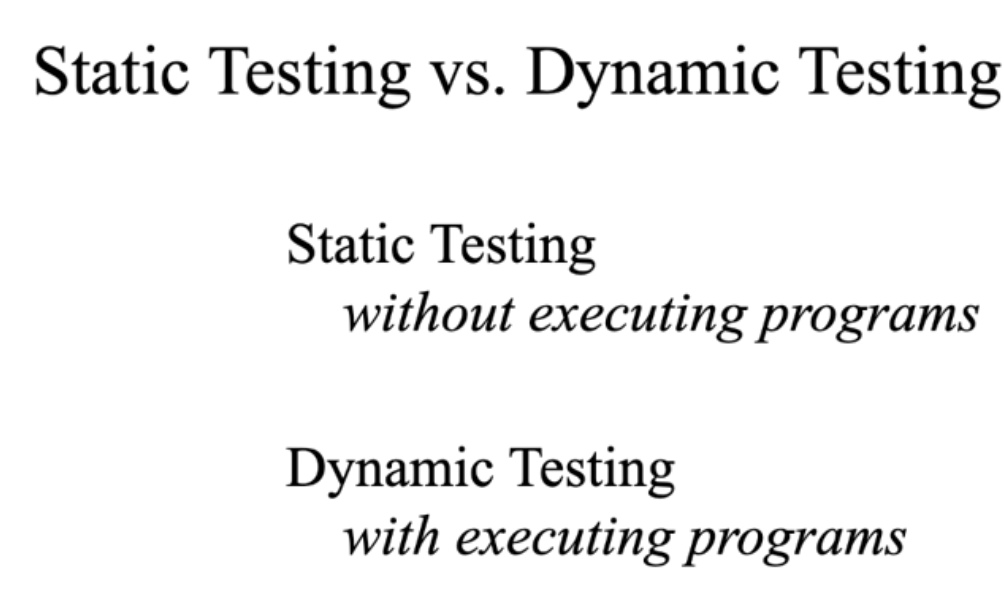 Static Testing vs. Dynamic Testing
Static Testing
without executing programs
Dynamic Testing
with executing programs